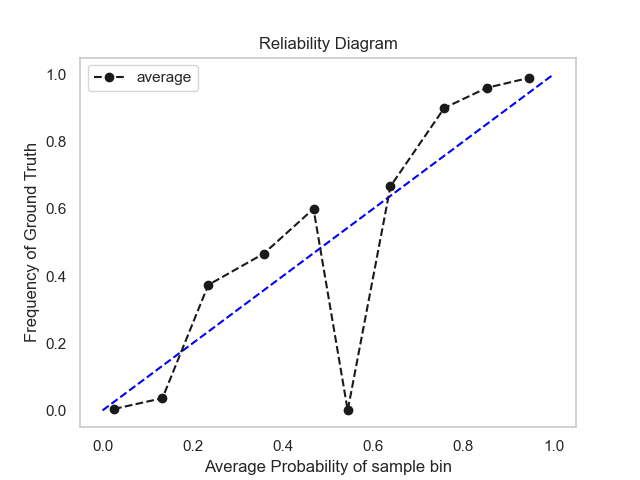 Reliability Diagram
average
Frequency of Ground Truth
1.0
0.8
0.6
0.4
0.2
0.0
0.0 0.2 0.4 0.6 0.8 1.0
Average Probability of sample bin